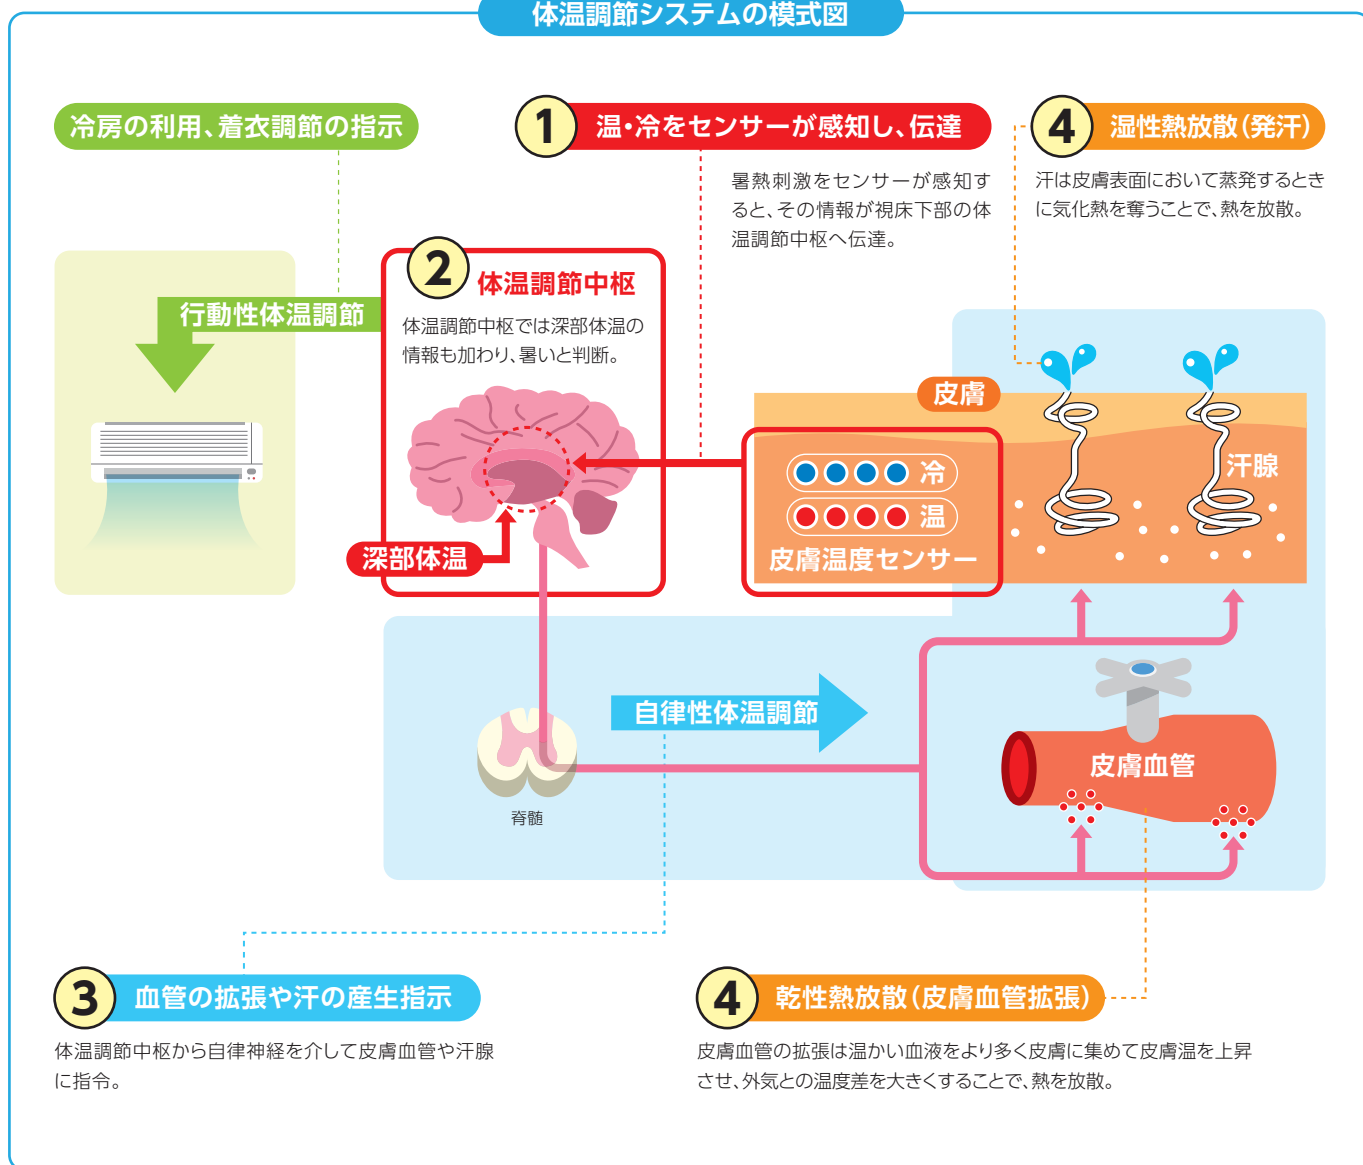 体温調節システムの模式図
冷房の利用、着衣調節の指示
1 温・冷をセンサーが感知し、伝達
暑熱刺激をセンサーが感知す
ると、その情報が視床下部の体
温調節中枢へ伝達。
4 湿性熱放散(発汗)
汗は皮膚表面において蒸発するとき
に気化熱を奪うことで、熱を放散。
2 体温調節中枢
体温調節中枢では深部体温の
情報も加わり、暑いと判断。
行動性体温調節
深部体温
皮膚
冷
温
皮膚温度センサー
汗腺
自律性体温調節
脊髄
皮膚血管
3 血管の拡張や汗の産生指示
体温調節中枢から自律神経を介して皮膚血管や汗腺
に指令。
4 乾性熱放散(皮膚血管拡張)
皮膚血管の拡張は温かい血液をより多く皮膚に集めて皮膚温を上昇
させ、外気との温度差を大きくすることで、熱を放散。